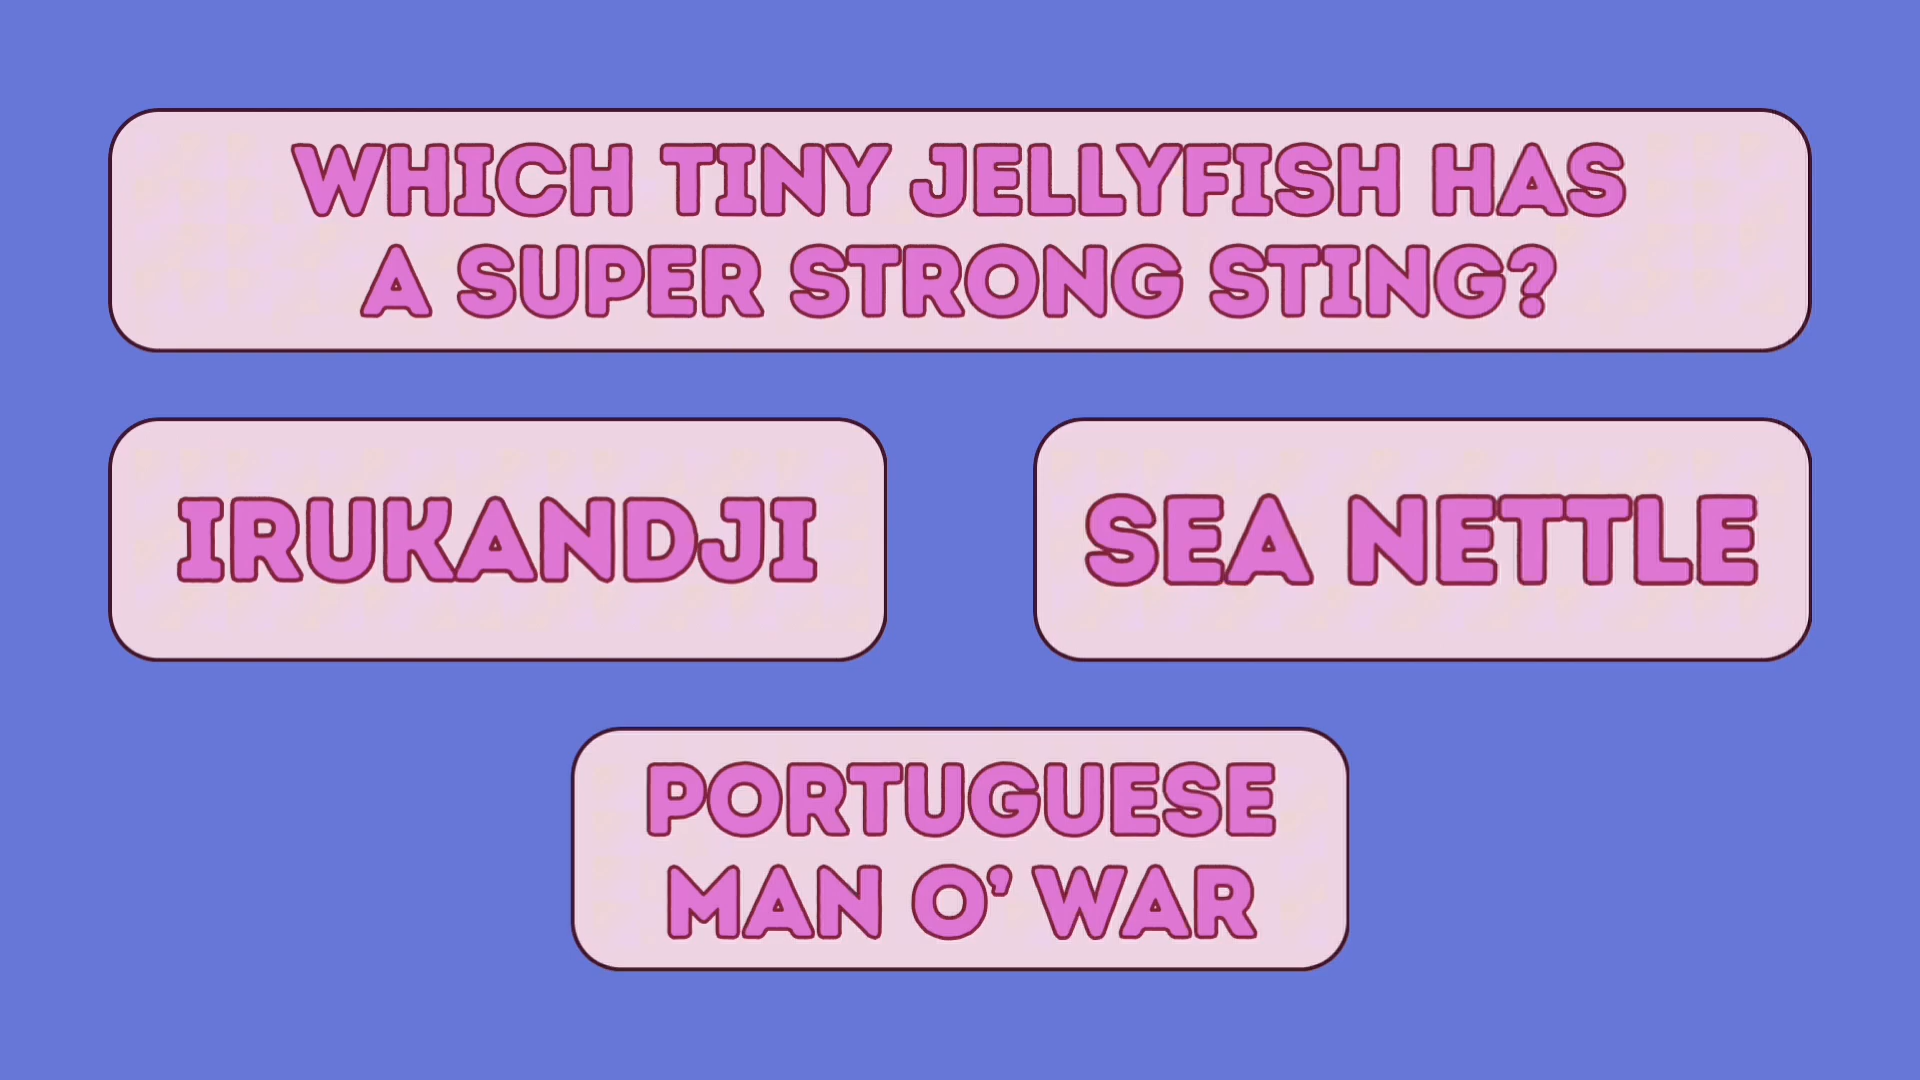 WHICH TINY JELLYFISH HAS
A SUPER STRONG STING?
IRUKANDJI
SEA NETTLE
PORTUGUESE
MAN O’ WAR